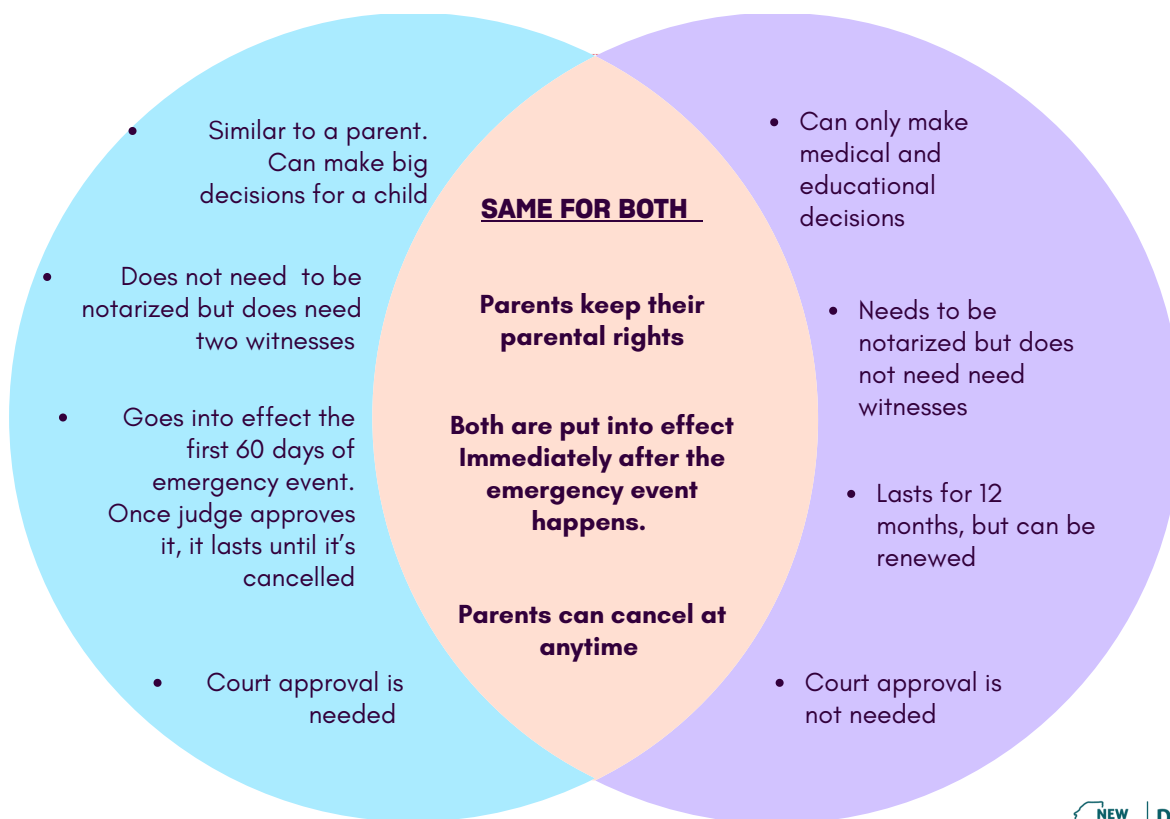 • Similar to a parent.
Can make big
decisions for a child
• Does not need to be
notarized but does need
two witnesses
• Goes into effect the
first 60 days of
emergency event.
Once judge approves
it, it lasts until it’s
cancelled
• Court approval is
needed
SAME FOR BOTH
Parents keep their
parental rights
Both are put into effect
Immediately after the
emergency event
happens.
Parents can cancel at
anytime
• Can only make
medical and
educational
decisions
• Needs to be
notarized but does
not need need
witnesses
• Lasts for 12
months, but can be
renewed
• Court approval is
not needed
NEW